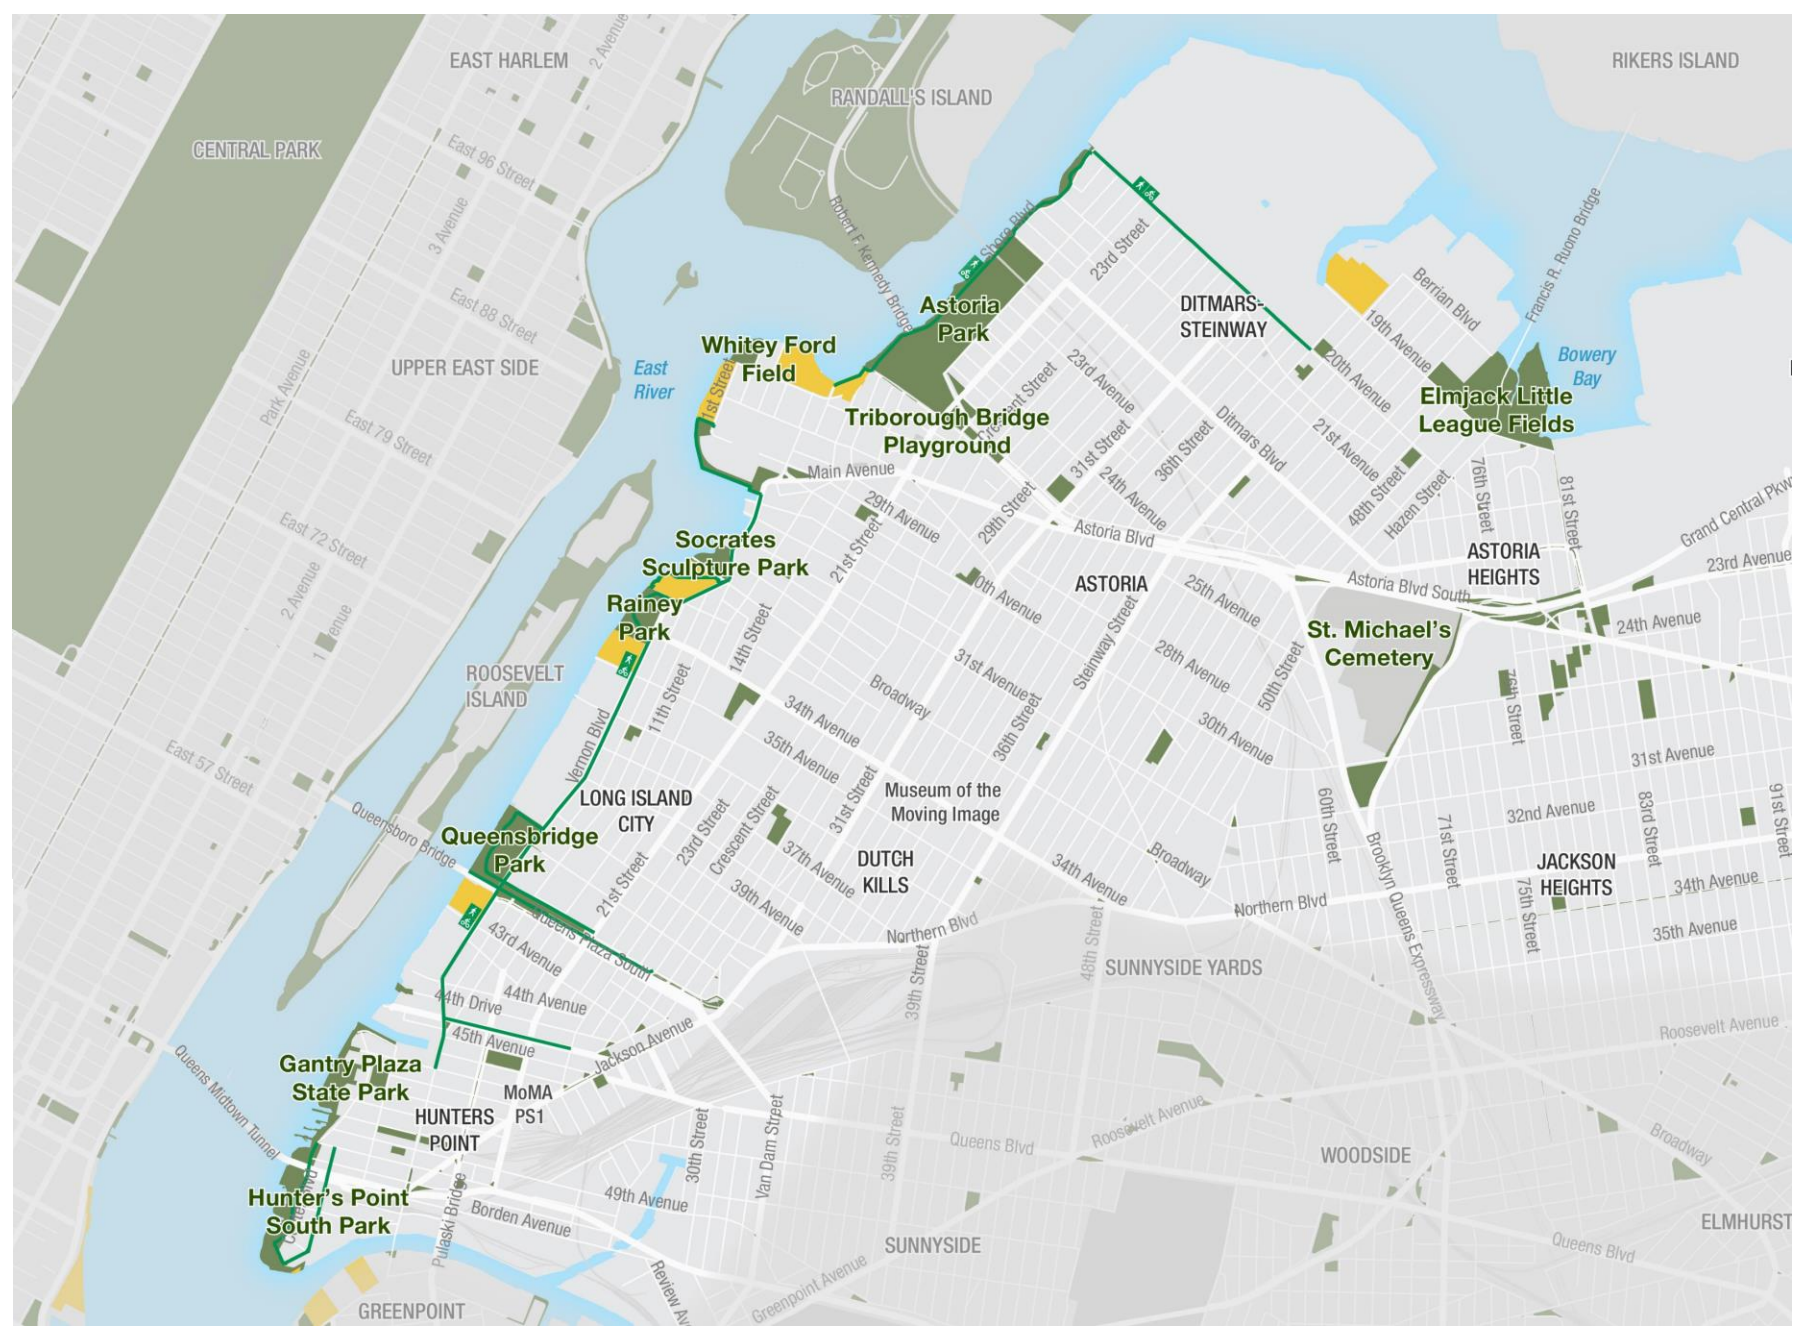 EAST HARLEM
2 Avenue
RIKERS ISLAND
RANDALL'S ISLAND
CENTRAL PARK
East 96 Street
3 Avenue
Robert F. Kennedy Bridge
Shore Blvd
23rd Street
Francis R. Ruono Bridge
East 88 Street
Astoria
Park
DITMARS-
STEINWAY
Berrian Blvd
19th Avenue
Whitey Ford
Field
East
River
UPPER EAST SIDE
Park Avenue
1st Street
Bowery
Bay
20th Avenue
Elmjack Little
League Fields
23rd Avenue
Crescent Street
Triborough Bridge
Playground
East 79 Street
Ditmars Blvd
21st Avenue
31st Street
36th Street
24th Avenue
Main Avenue
48th Street
Hazen Street
76th Street
81st Street
Grand Central Pkwy
29th Avenue
29th Street
21st Street
Astoria Blvd
East 72 Street
Socrates
Sculpture Park
ASTORIA
HEIGHTS
23rd Avenue
ASTORIA
Astoria Blvd South
25th Avenue
2 Avenue
Rainey
Park
14th Street
Steinway Street
24th Avenue
St. Michael's
Cemetery
28th Avenue
50th Street
31st Avenue
ROOSEVELT
ISLAND
11th Street
Broadway
34th Avenue
36th Street
30th Avenue
76th Street
Vernon Blvd
35th Avenue
31st Avenue
East 57 Street
Queensboro Bridge
LONG ISLAND
CITY
Museum of the
Moving Image
31st Street
23rd Street
Crescent Street
60th Street
32nd Avenue
83rd Street
91st Street
Queensbridge
Park
37th Avenue
DUTCH
KILLS
Broadway
71st Street
JACKSON
HEIGHTS
34th Avenue
34th Avenue
21st Street
39th Avenue
Brooklyn Queens Expressway
Northern Blvd
75th Street
35th Avenue
Queens Plaza South
43rd Avenue
Northern Blvd
48th Street
SUNNYSIDE YARDS
39th Street
44th Drive
44th Avenue
45th Avenue
Jackson Avenue
Roosevelt Avenue
Queens Midtown Tunnel
Gantry Plaza
State Park
MoMA
PS1
HUNTERS
POINT
30th Street
Van Dam Street
39th Street
Queens Blvd
Roosevelt Avenue
WOODSIDE
Broadway
Hunter's Point
South Park
Pulaski Bridge
Borden Avenue
49th Avenue
SUNNYSIDE
ELMHURST
Queens Blvd
Greenpoint Avenue
GREENPOINT